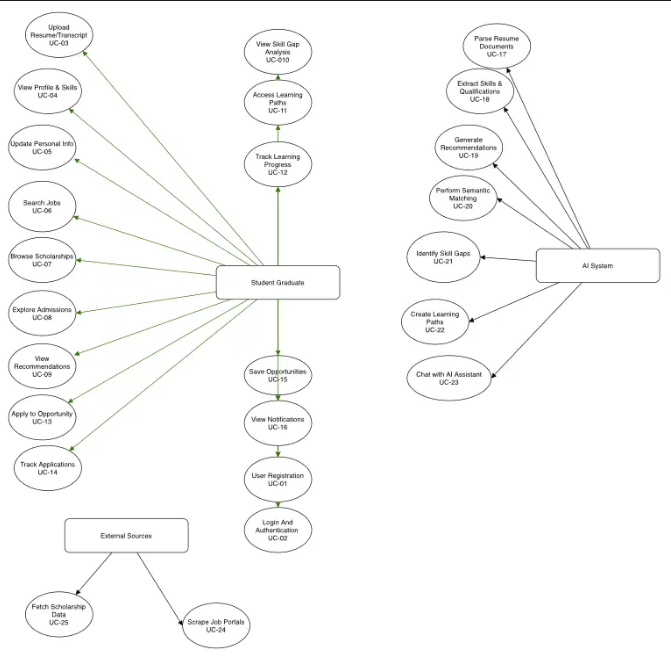 Upload
Resume/Transcript
UC-03
View Profile & Skills
UC-04
Update Personal Info
UC-05
Search Jobs
UC-06
Browse Scholarships
UC-07
Explore Admissions
UC-08
View
Recommendations
UC-09
Apply to Opportunity
UC-13
Track Applications
UC-14
View Skill Gap
Analysis
UC-010
Access Learning
Paths
UC-11
Track Learning
Progress
UC-12
Student Graduate
Save Opportunities
UC-15
View Notifications
UC-16
User Registration
UC-01
Login And
Authentication
UC-02
Parse Resume
Documents
UC-17
Extract Skills &
Qualifications
UC-18
Generate
Recommendations
UC-19
Perform Semantic
Matching
UC-20
Identify Skill Gaps
UC-21
Create Learning
Paths
UC-22
Chat with AI Assistant
UC-23
AI System
External Sources
Fetch Scholarship
Data
UC-25
Scrape Job Portals
UC-24